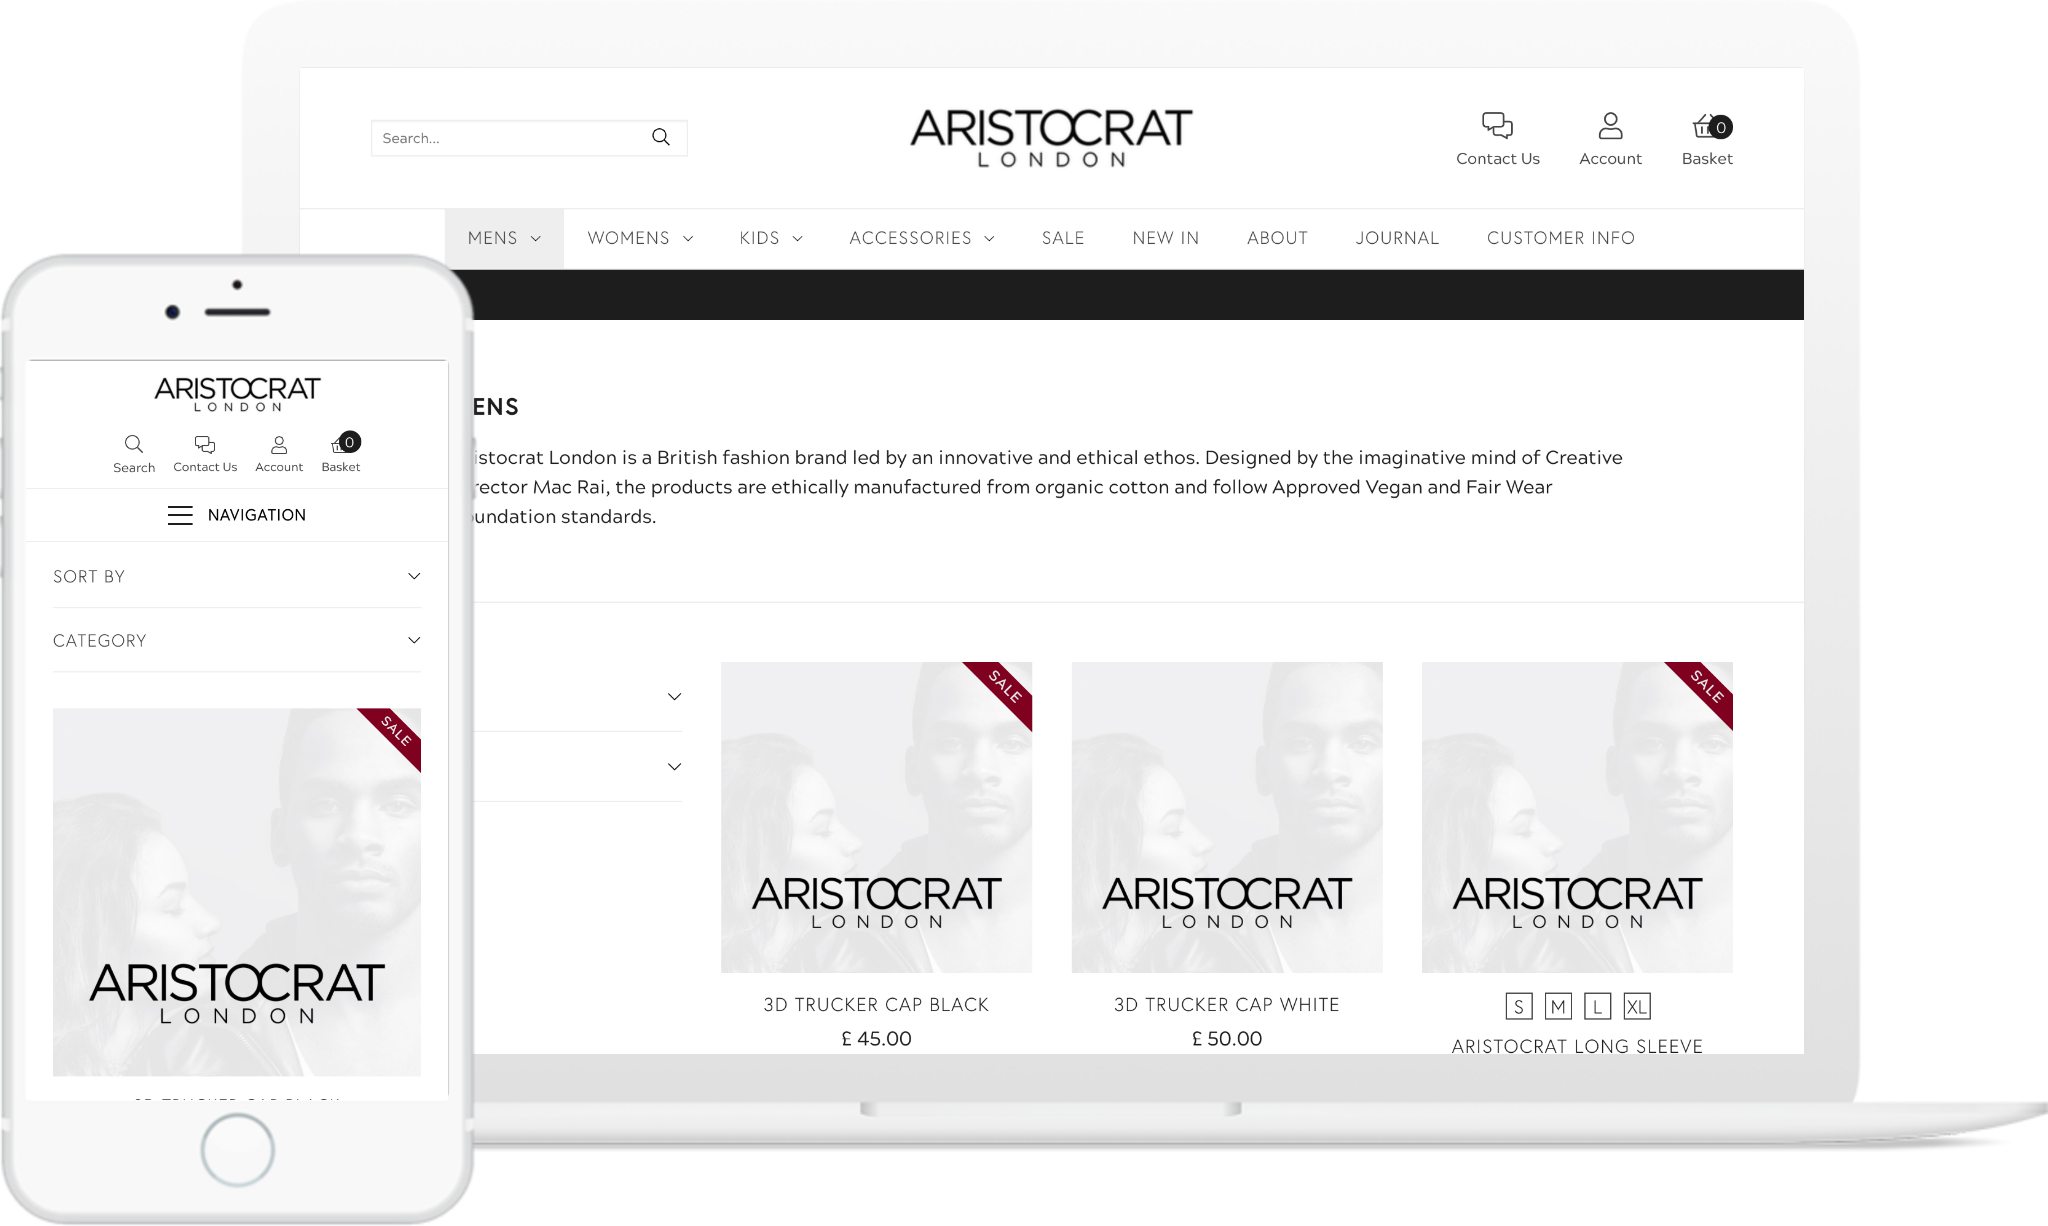 Search...
ARISTOCRAT
LONDON
Contact Us
Account
0
Basket
MENS
WOMENS
KIDS
ACCESSORIES
SALE
NEW IN
ABOUT
JOURNAL
CUSTOMER INFO
ENS
istocrat London is a British fashion brand led by an innovative and ethical ethos. Designed by the imaginative mind of Creative
rector Mac Rai, the products are ethically manufactured from organic cotton and follow Approved Vegan and Fair Wear
undation standards.
SALE
ARISTOCRAT
LONDON
3D TRUCKER CAP BLACK
£ 45.00
ARISTOCRAT
LONDON
3D TRUCKER CAP WHITE
£ 50.00
SALE
ARISTOCRAT
LONDON
S M L XL
ARISTOCRAT LONG SLEEVE
ARISTOCRAT
LONDON
Search
Contact Us
Account
0
Basket
NAVIGATION
SORT BY
CATEGORY
SALE
ARISTOCRAT
LONDON